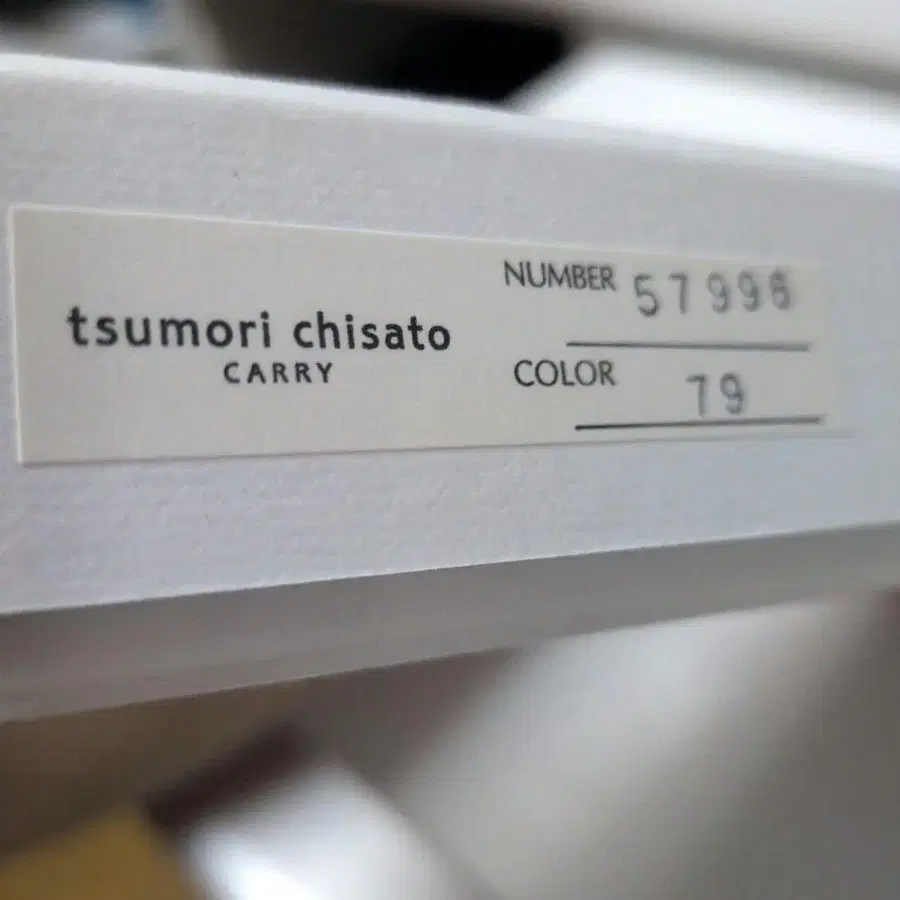 tsumori chisato
CARRY
NUMBER 57996
COLOR 79